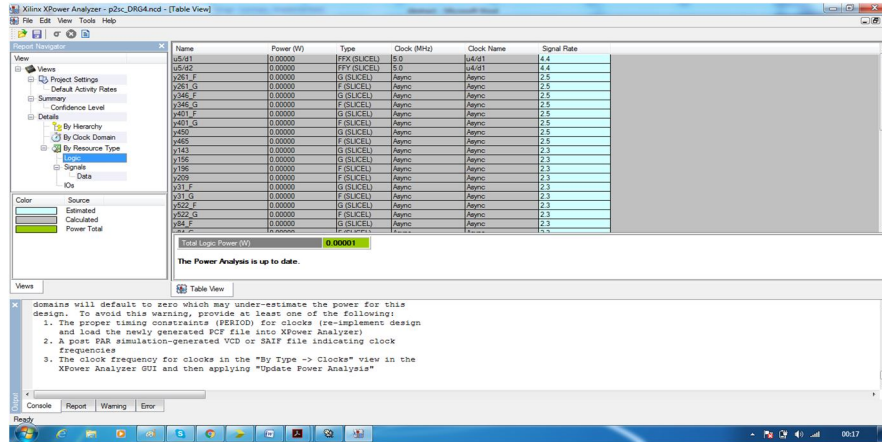 Xilinx XPower Analyzer - p2sc_DRG4.ncd - [Table View]
File Edit View Tools Help
Report Navigator
View
Views
Project Settings
Default Activity Rates
Summary
Confidence Level
Details
By Hierarchy
By Clock Domain
By Resource Type
Logic
Signals
Data
IOs
Color Source
Estimated
Calculated
Power Total
Views
Name Power (W) Type Clock (MHz) Clock Name Signal Rate
u5/d1 0.00000 FFX (SLICEL) 5.0 u4/d1 4.4
u5/d2 0.00000 FFY (SLICEL) 5.0 u4/d1 4.4
y261_F 0.00000 G (SLICEL) Async Async 2.5
y261_G 0.00000 F (SLICEL) Async Async 2.5
y346_F 0.00000 G (SLICEL) Async Async 2.5
y346_G 0.00000 F (SLICEL) Async Async 2.5
y401_F 0.00000 G (SLICEL) Async Async 2.5
y401_G 0.00000 F (SLICEL) Async Async 2.5
y450 0.00000 G (SLICEL) Async Async 2.5
y465 0.00000 F (SLICEL) Async Async 2.5
y143 0.00000 G (SLICEL) Async Async 2.3
y156 0.00000 G (SLICEL) Async Async 2.3
y196 0.00000 F (SLICEL) Async Async 2.3
y209 0.00000 F (SLICEL) Async Async 2.3
y31_F 0.00000 G (SLICEL) Async Async 2.3
y31_G 0.00000 F (SLICEL) Async Async 2.3
y522_F 0.00000 G (SLICEL) Async Async 2.3
y522_G 0.00000 F (SLICEL) Async Async 2.3
y84_F 0.00000 G (SLICEL) Async Async 2.3
Total Logic Power (W) 0.00001
The Power Analysis is up to date.
Table View
domains will default to zero which may under-estimate the power for this
design. To avoid this warning, provide at least one of the following:
1. The proper timing constraints (PERIOD) for clocks (re-implement design
and load the newly generated PCF file into XPower Analyzer)
2. A post PAR simulation-generated VCD or SAIF file indicating clock
frequencies
3. The clock frequency for clocks in the "By Type -> Clocks" view in the
XPower Analyzer GUI and then applying "Update Power Analysis"
Output
Console Report Warning Error
Ready
00:17